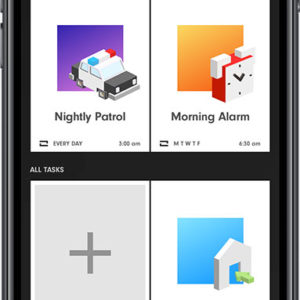 Nightly Patrol
Morning Alarm
EVERY DAY 3:00 am
M T W T F 6:30 am
ALL TASKS